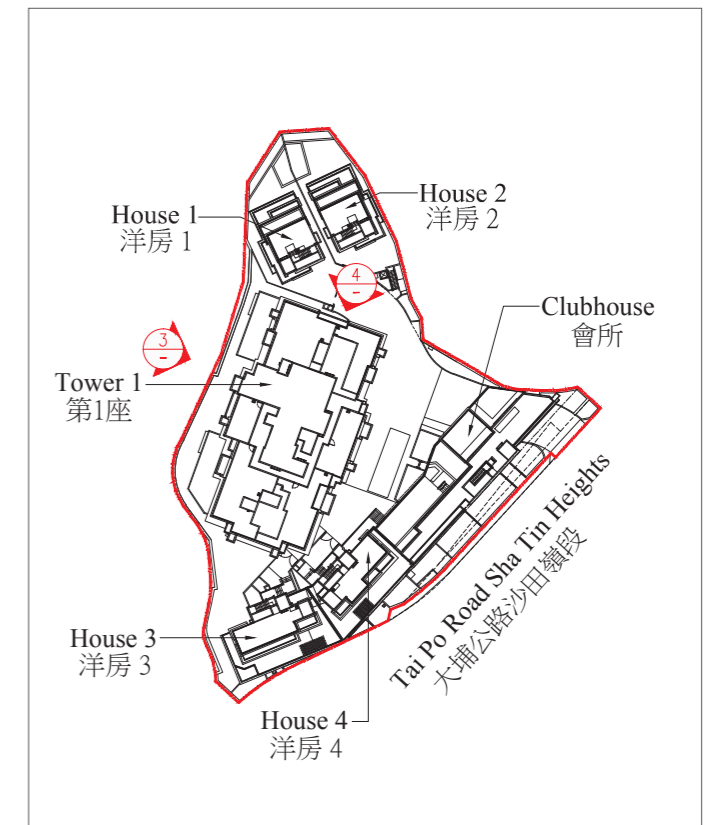 House 1
洋房 1
House 2
洋房 2
4
-
Clubhouse
會所
3
-
Tower 1
第1座
Tai Po Road Sha Tin Heights
大埔公路沙田嶺段
House 3
洋房 3
House 4
洋房 4